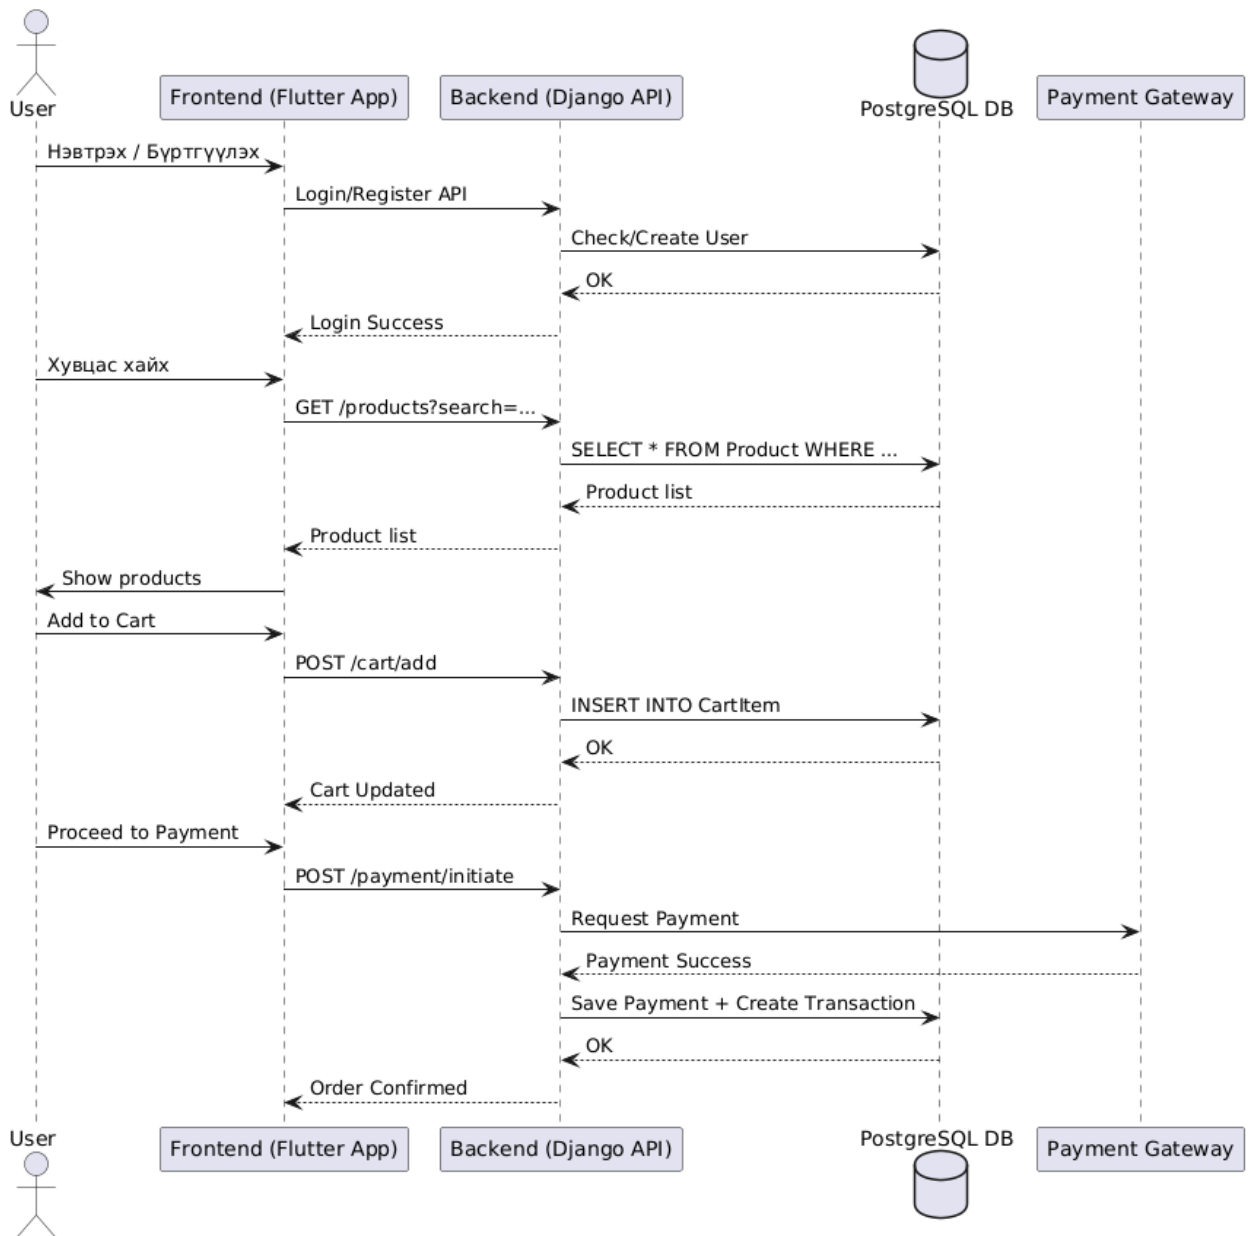 User
Frontend (Flutter App)
Backend (Django API)
PostgreSQL DB
Payment Gateway
Нэвтрэх / Бүртгүүлэх
Login/Register API
Check/Create User
OK
Login Success
Хувцас хайх
GET /products?search=...
SELECT * FROM Product WHERE ...
Product list
Product list
Show products
Add to Cart
POST /cart/add
INSERT INTO CartItem
OK
Cart Updated
Proceed to Payment
POST /payment/initiate
Request Payment
Payment Success
Save Payment + Create Transaction
OK
Order Confirmed
User
Frontend (Flutter App)
Backend (Django API)
PostgreSQL DB
Payment Gateway